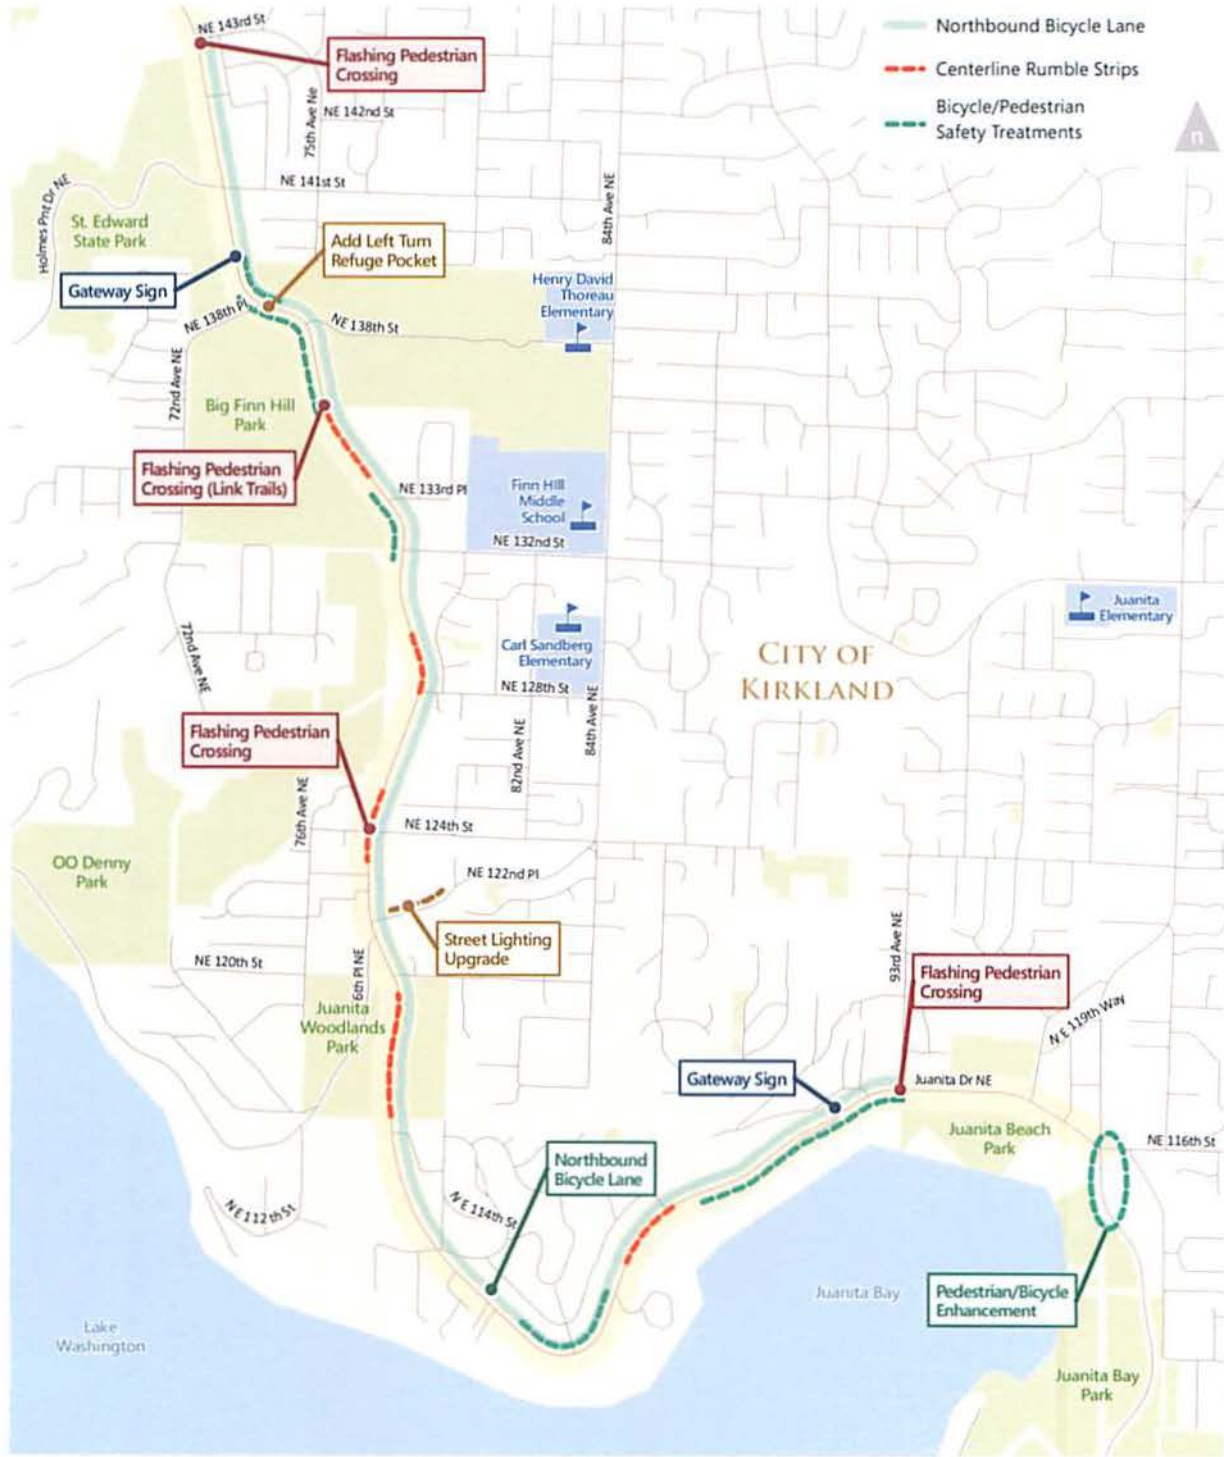 NE 143rd St
Northbound Bicycle Lane
Flashing Pedestrian
Crossing
Centerline Rumble Strips
75th Ave Ne
NE 142nd St
Bicycle/Pedestrian
Safety Treatments
n
NE 141st St
Holmes Pnt Dr NE
84th Ave NE
St. Edward
State Park
Add Left Turn
Refuge Pocket
Gateway Sign
Henry David
Thoreau
Elementary
NE 138th Pl
NE 138th St
72nd Ave NE
Big Finn Hill
Park
Flashing Pedestrian
Crossing (Link Trails)
NE 133rd Pl
Finn Hill
Middle
School
NE 132nd St
Juanita
Elementary
72nd Ave NE
Carl Sandberg
Elementary
CITY OF
KIRKLAND
NE 128th St
84th Ave NE
Flashing Pedestrian
Crossing
82nd Ave NE
76th Ave NE
NE 124th St
OO Denny
Park
NE 122nd Pl
Street Lighting
Upgrade
93rd Ave NE
NE 120th St
6th Pl NE
Flashing Pedestrian
Crossing
Juanita
Woodlands
Park
N E 119th Way
Gateway Sign
Juanita Dr NE
Juanita Beach
Park
NE 116th St
Northbound
Bicycle Lane
N E 112 th St
N E 114th St
Juanita Bay
Pedestrian/Bicycle
Enhancement
Lake
Washington
Juanita Bay
Park